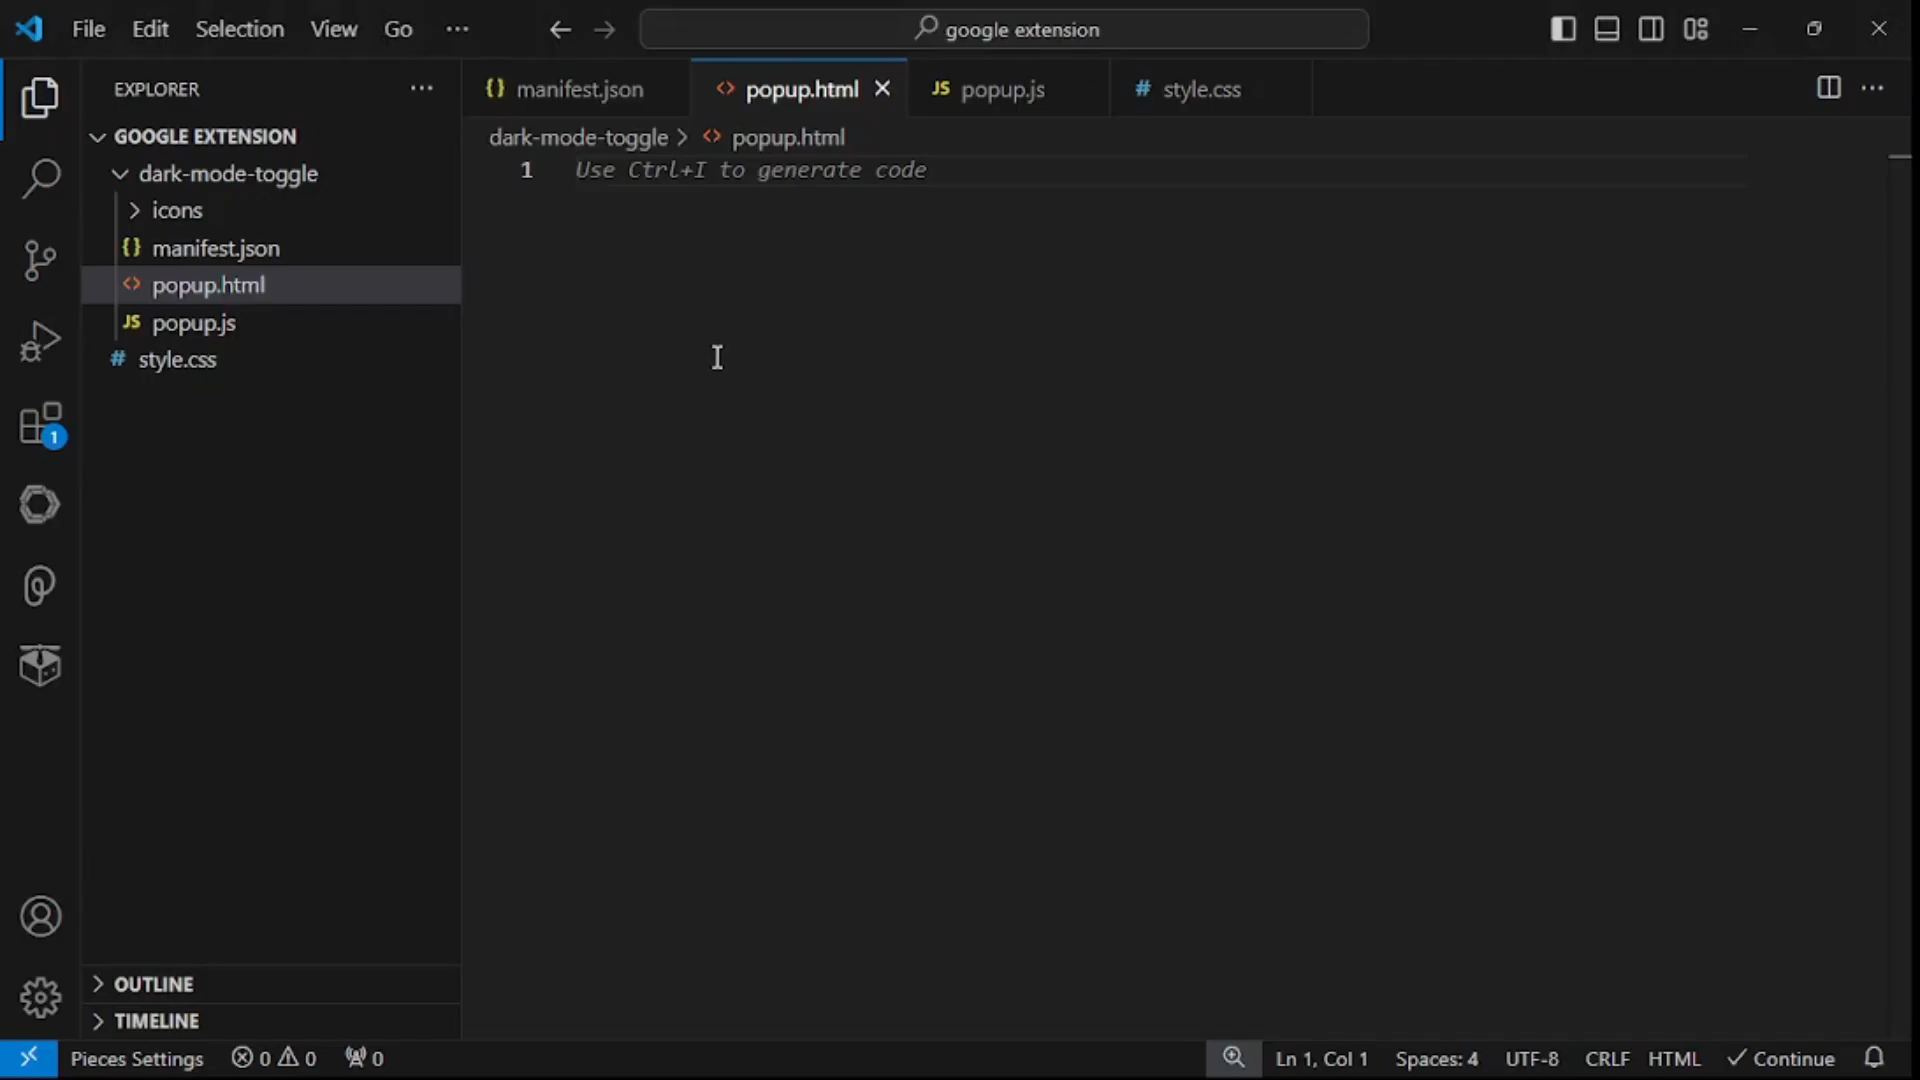 File Edit Selection View Go ··· google extension
EXPLORER ···
GOOGLE EXTENSION
dark-mode-toggle
icons
{} manifest.json
<> popup.html
JS popup.js
# style.css
{} manifest.json <> popup.html JS popup.js # style.css ···
dark-mode-toggle > <> popup.html
1 Use Ctrl+I to generate code
1
OUTLINE
TIMELINE
Pieces Settings 0 0 0 Ln 1, Col 1 Spaces: 4 UTF-8 CRLF HTML Continue